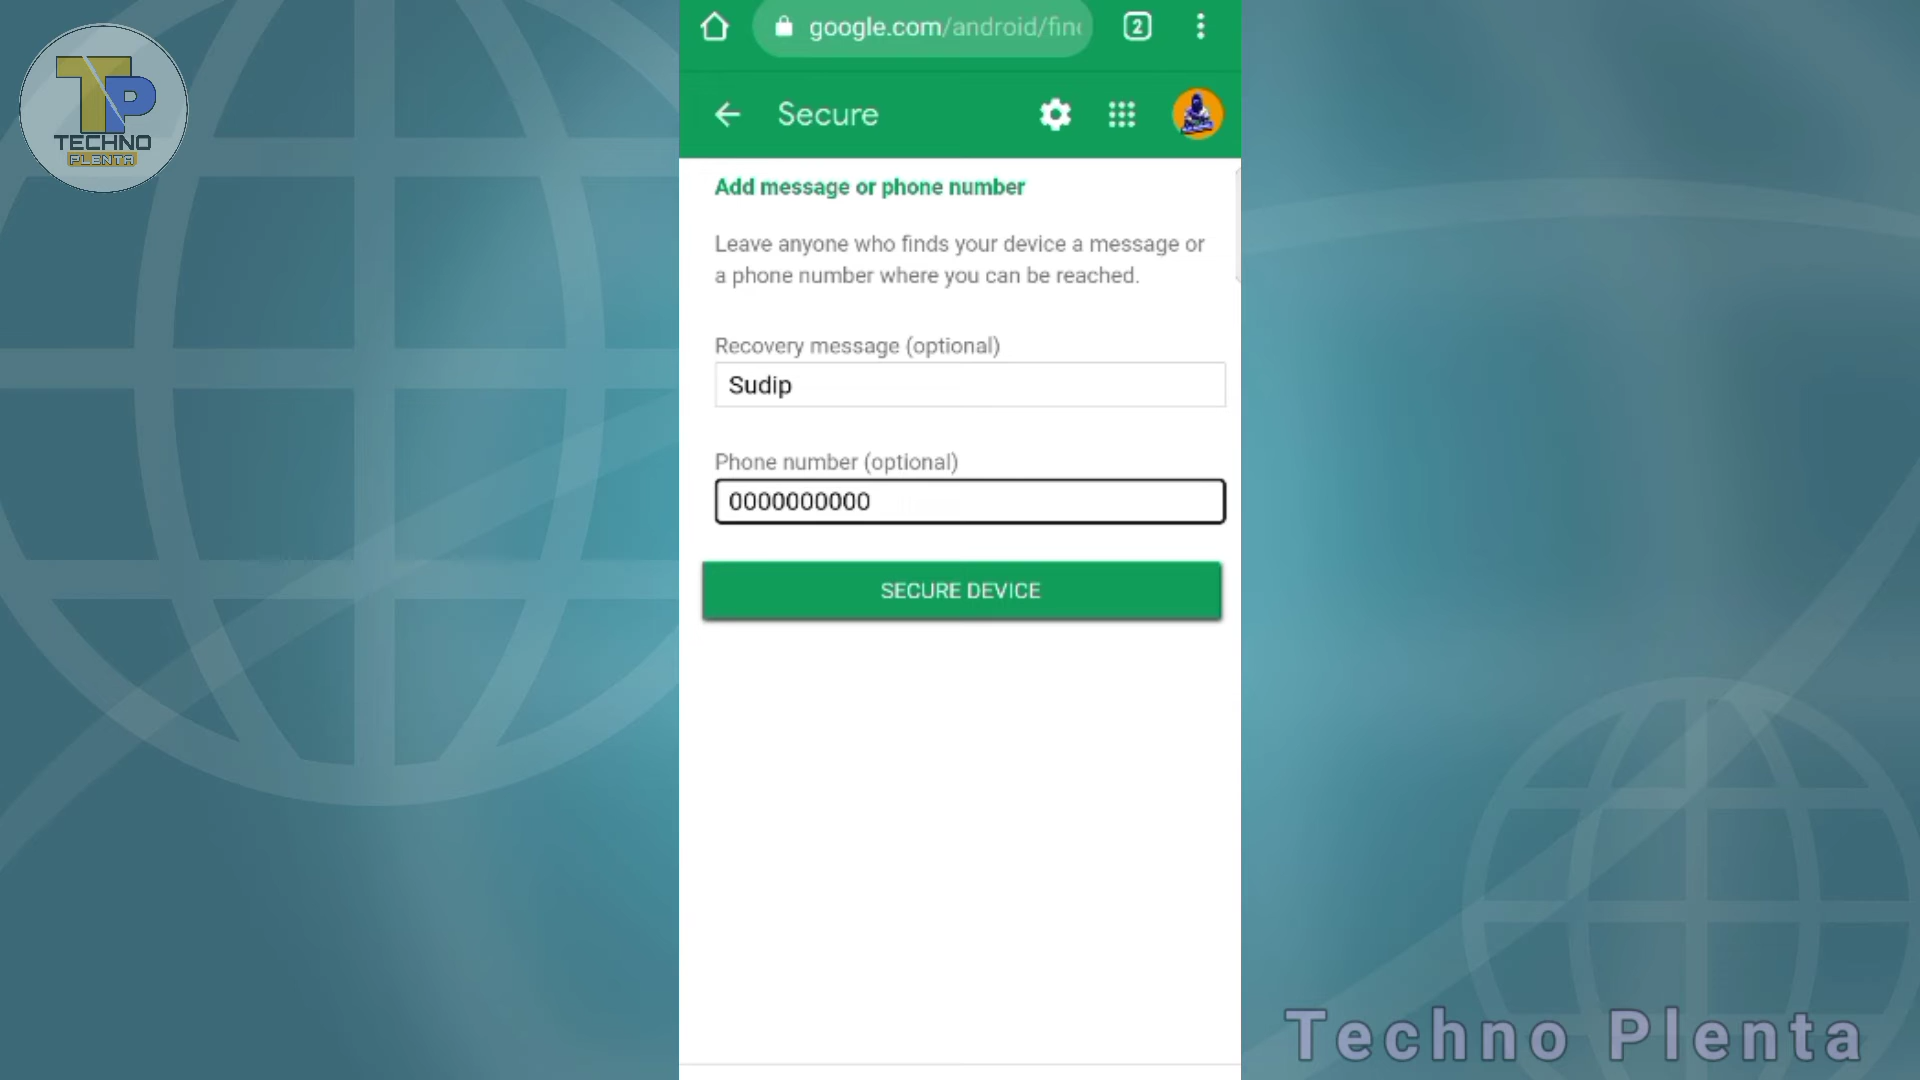 TP
TECHNO
PLENTA
google.com/android/find
2
Secure
Add message or phone number
Leave anyone who finds your device a message or
a phone number where you can be reached.
Recovery message (optional)
Sudip
Phone number (optional)
0000000000
SECURE DEVICE
Techno Plenta